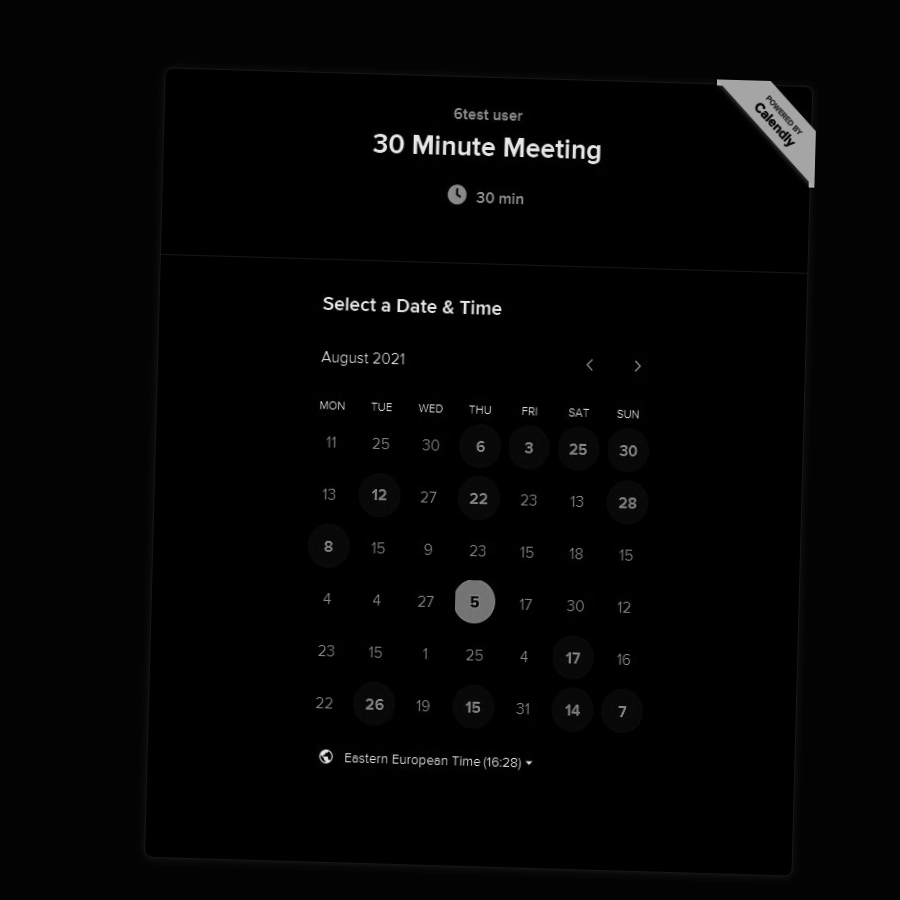 POWERED BY
Calendly
6test user
30 Minute Meeting
30 min
Select a Date & Time
August 2021
MON TUE WED THU FRI SAT SUN
11 25 30 6 3 25 30
13 12 27 22 23 13 28
8 15 9 23 15 18 15
4 4 27 5 17 30 12
23 15 1 25 4 17 16
22 26 19 15 31 14 7
Eastern European Time (16:28)